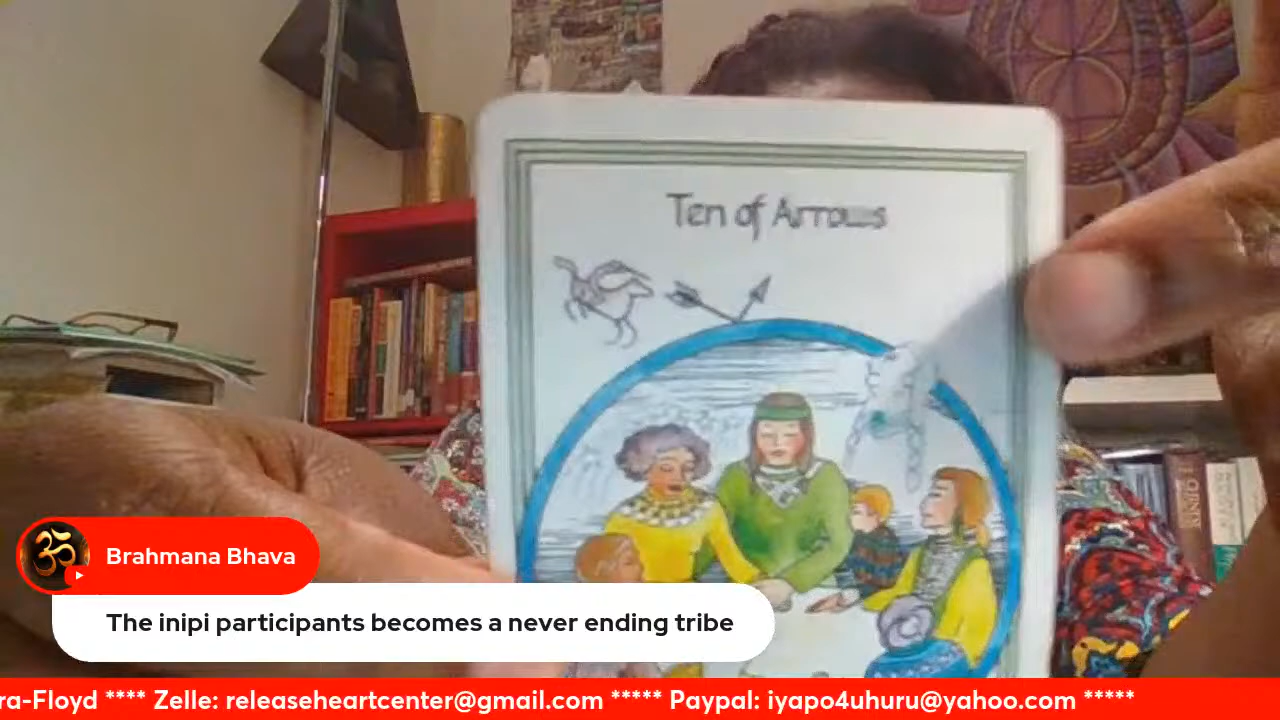 Ten of Arrows
Brahmana Bhava
The inipi participants becomes a never ending tribe
ra-Floyd **** Zelle: releaseheartcenter@gmail.com ***** Paypal: iyapo4uhuru@yahoo.com *****